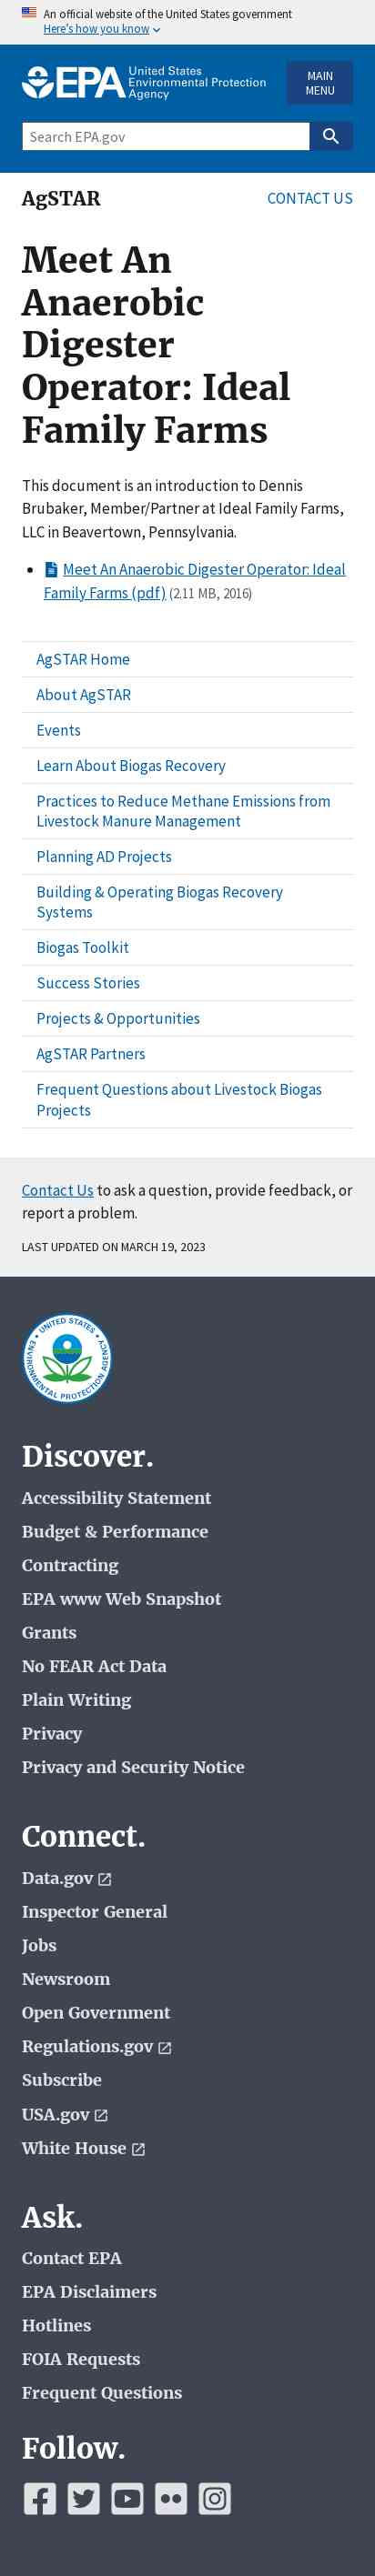 An official website of the United States government
Here’s how you know
EPA United States
Environmental Protection
Agency
MAIN
MENU
Search EPA.gov
AgSTAR
CONTACT US
Meet An
Anaerobic
Digester
Operator: Ideal
Family Farms
This document is an introduction to Dennis
Brubaker, Member/Partner at Ideal Family Farms,
LLC in Beavertown, Pennsylvania.
Meet An Anaerobic Digester Operator: Ideal
Family Farms (pdf) (2.11 MB, 2016)
AgSTAR Home
About AgSTAR
Events
Learn About Biogas Recovery
Practices to Reduce Methane Emissions from
Livestock Manure Management
Planning AD Projects
Building & Operating Biogas Recovery
Systems
Biogas Toolkit
Success Stories
Projects & Opportunities
AgSTAR Partners
Frequent Questions about Livestock Biogas
Projects
Contact Us to ask a question, provide feedback, or
report a problem.
LAST UPDATED ON MARCH 19, 2023
UNITED STATES
ENVIRONMENTAL PROTECTION AGENCY
Discover.
Accessibility Statement
Budget & Performance
Contracting
EPA www Web Snapshot
Grants
No FEAR Act Data
Plain Writing
Privacy
Privacy and Security Notice
Connect.
Data.gov
Inspector General
Jobs
Newsroom
Open Government
Regulations.gov
Subscribe
USA.gov
White House
Ask.
Contact EPA
EPA Disclaimers
Hotlines
FOIA Requests
Frequent Questions
Follow.